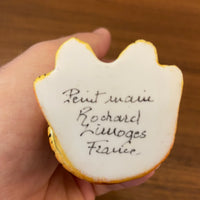 Peint main
Rochard
Limoges
France